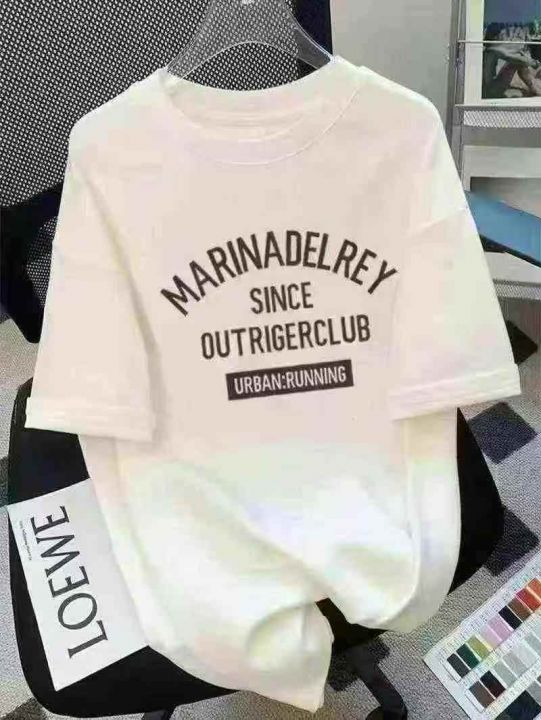 MARINADELREY
SINCE
OUTRIGERCLUB
URBAN:RUNNING
LOEWE